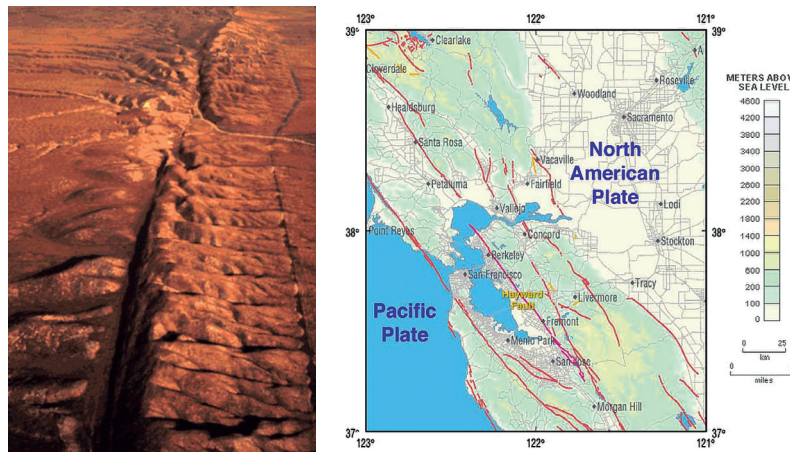 123°
122°
121°
39°
39°
Clearlake
A
Cloverdale
Roseville
Woodland
Healdsburg
Sacramento
Santa Rosa
Vacaville
North
American
Plate
Petaluma
Fairfield
Lodi
Vallejo
38°
38°
Point Reyes
Concord
Stockton
Berkeley
San Francisco
Tracy
Hayward
Fault
Livermore
Pacific
Plate
Fremont
Menlo Park
San Jose
Morgan Hill
37°
37°
123°
122°
121°
METERS ABOV
SEA LEVEL
4600
4200
3800
3400
3000
2600
2200
1800
1400
1000
600
200
100
0
0 25
km
0
miles